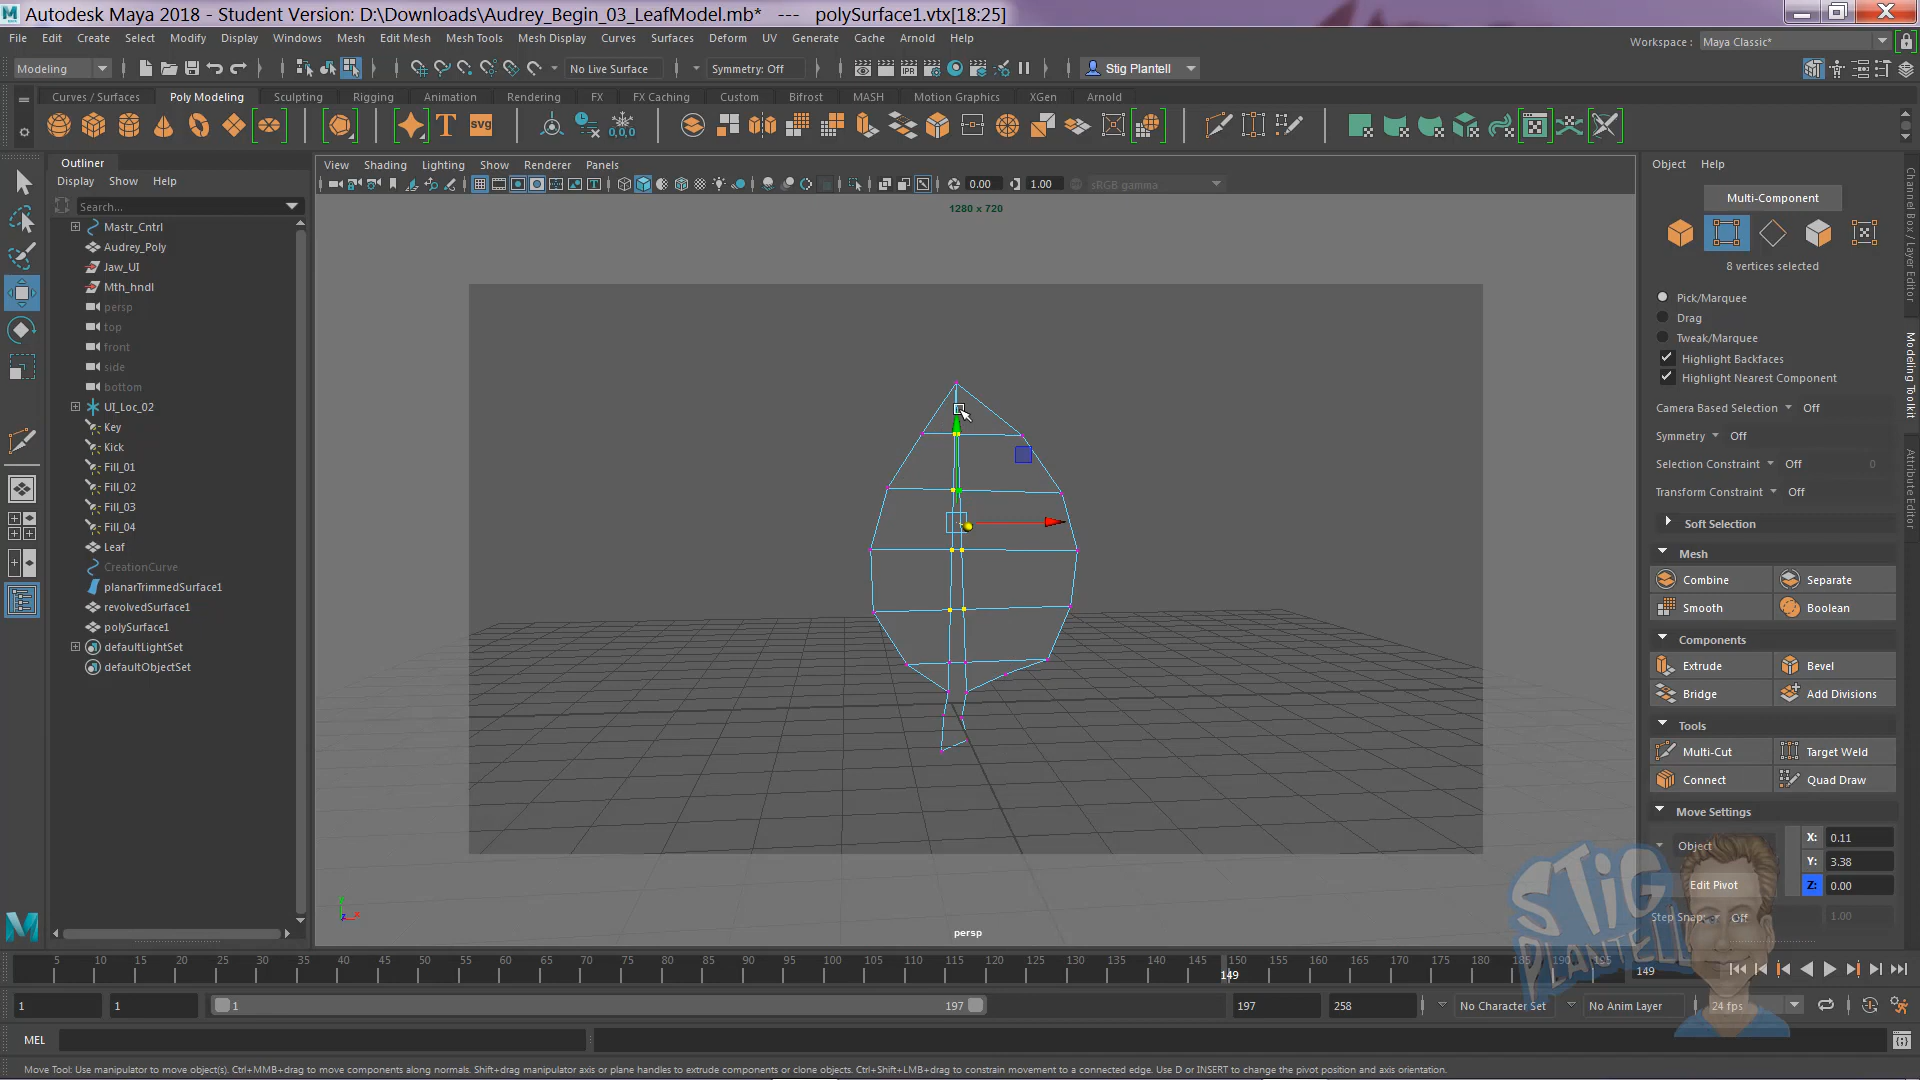 Autodesk Maya 2018 - Student Version: D:\Downloads\Audrey_Begin_03_LeafModel.mb* --- polySurface1.vtx[18:25]
File Edit Create Select Modify Display Windows Mesh Edit Mesh Mesh Tools Mesh Display Curves Surfaces Deform UV Generate Cache Arnold Help
Workspace : Maya Classic*
Modeling No Live Surface Symmetry: Off Stig Plantell
Curves / Surfaces Poly Modeling Sculpting Rigging Animation Rendering FX FX Caching Custom Bifrost MASH Motion Graphics XGen Arnold
T svg 0,0,0
Outliner
Display Show Help
Search...
Mastr_Cntrl
Audrey_Poly
Jaw_UI
Mth_hndl
persp
top
front
side
bottom
UI_Loc_02
Key
Kick
Fill_01
Fill_02
Fill_03
Fill_04
Leaf
CreationCurve
planarTrimmedSurface1
revolvedSurface1
polySurface1
defaultLightSet
defaultObjectSet
View Shading Lighting Show Renderer Panels
0.00 1.00 sRGB gamma
1280 x 720
persp
Object Help
Multi-Component
8 vertices selected
Pick/Marquee
Drag
Tweak/Marquee
Highlight Backfaces
Highlight Nearest Component
Camera Based Selection Off
Symmetry Off
Selection Constraint Off 0
Transform Constraint Off
Soft Selection
Mesh
Combine Separate
Smooth Boolean
Components
Extrude Bevel
Bridge Add Divisions
Tools
Multi-Cut Target Weld
Connect Quad Draw
Move Settings
Object X: 0.11
Y: 3.38
Edit Pivot Z: 0.00
Step Snap: Off 1.00
STiG PLANTELL
Channel Box / Layer Editor
Modeling Toolkit
Attribute Editor
5 10 15 20 25 30 35 40 45 50 55 60 65 70 75 80 85 90 95 100 105 110 115 120 125 130 135 140 145 150 155 160 165 170 175 180 185 190 195
149 149
1 1 1 197 197 258 No Character Set No Anim Layer 24 fps
MEL
Move Tool: Use manipulator to move object(s). Ctrl+MMB+drag to move components along normals. Shift+drag manipulator axis or plane handles to extrude components or clone objects. Ctrl+Shift+LMB+drag to constrain movement to a connected edge. Use D or INSERT to change the pivot position and axis orientation.